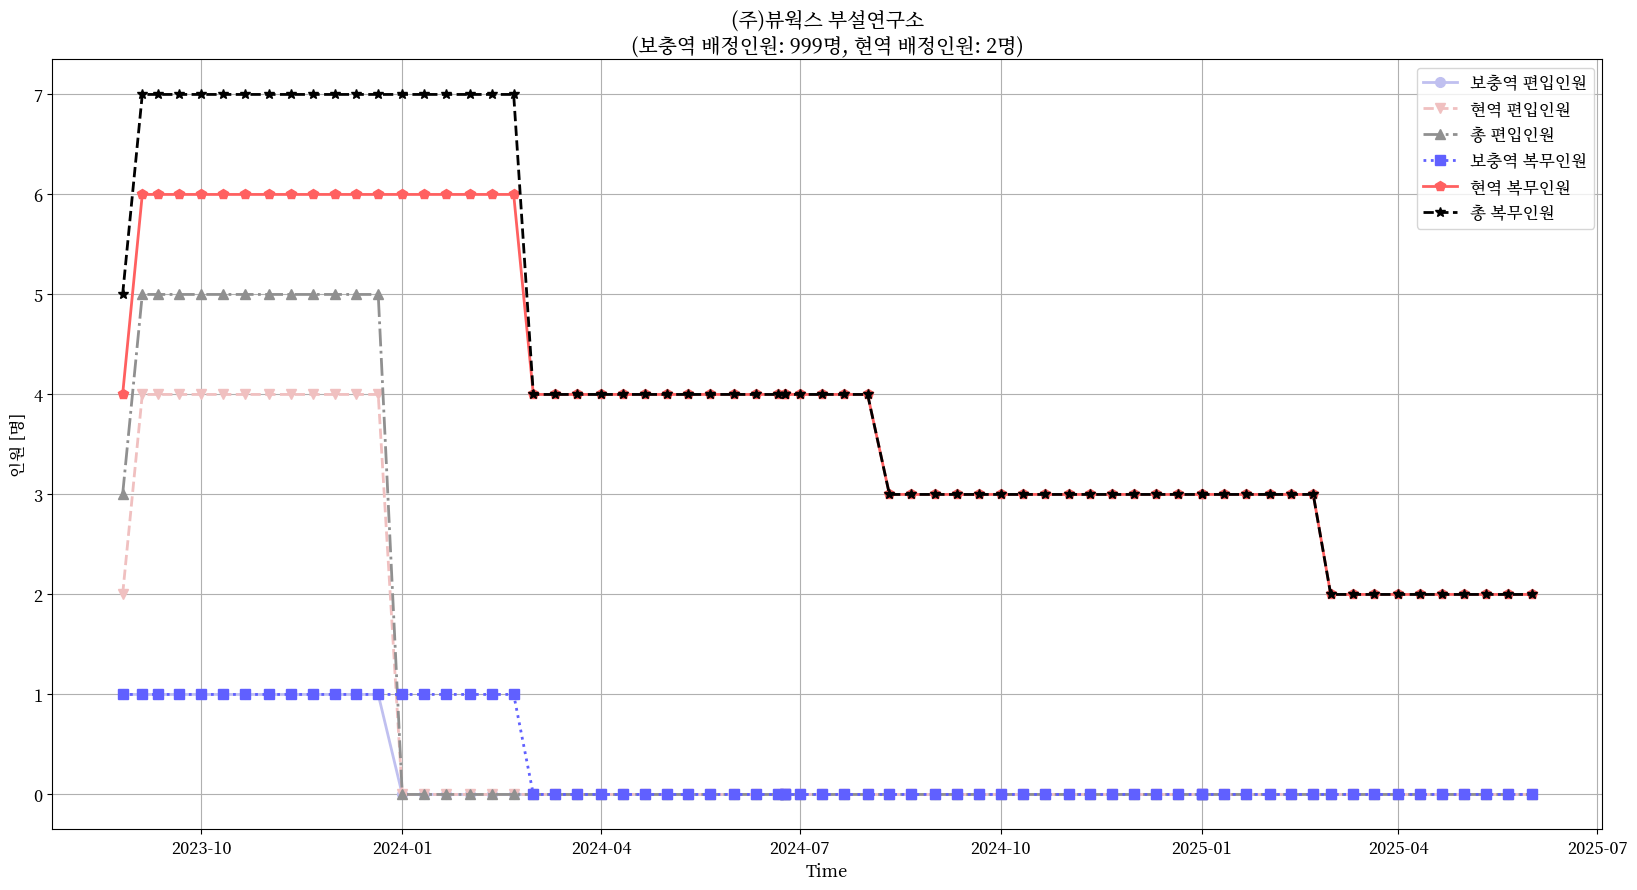 (주)뷰웍스 부설연구소
(보충역 배정인원: 999명, 현역 배정인원: 2명)
보충역 편입인원
현역 편입인원
총 편입인원
보충역 복무인원
현역 복무인원
총 복무인원
인원 [명]
7
6
5
4
3
2
1
0
2023-10
2024-01
2024-04
2024-07
2024-10
2025-01
2025-04
2025-07
Time